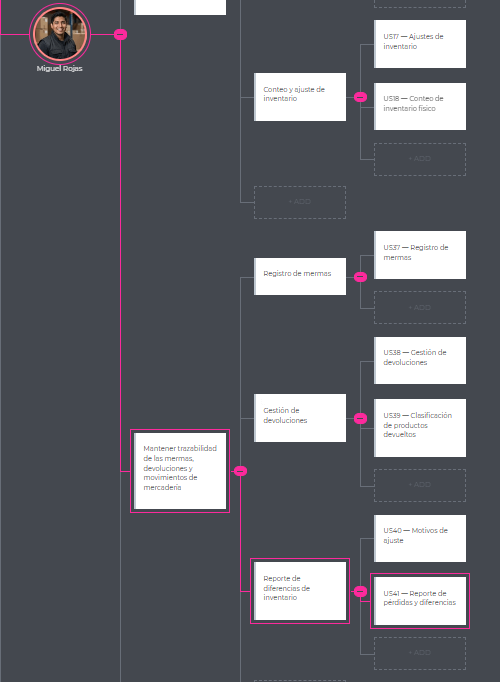 Miguel Rojas
Conteo y ajuste de
inventario
US17 — Ajustes de
inventario
US18 — Conteo de
inventario físico
+ ADD
+ ADD
Registro de mermas
US37 — Registro de
mermas
+ ADD
Gestión de
devoluciones
US38 — Gestión de
devoluciones
US39 — Clasificación
de productos
devueltos
+ ADD
Mantener trazabilidad
de las mermas,
devoluciones y
movimientos de
mercadería
Reporte de
diferencias de
inventario
US40 — Motivos de
ajuste
US41 — Reporte de
pérdidas y diferencias
+ ADD